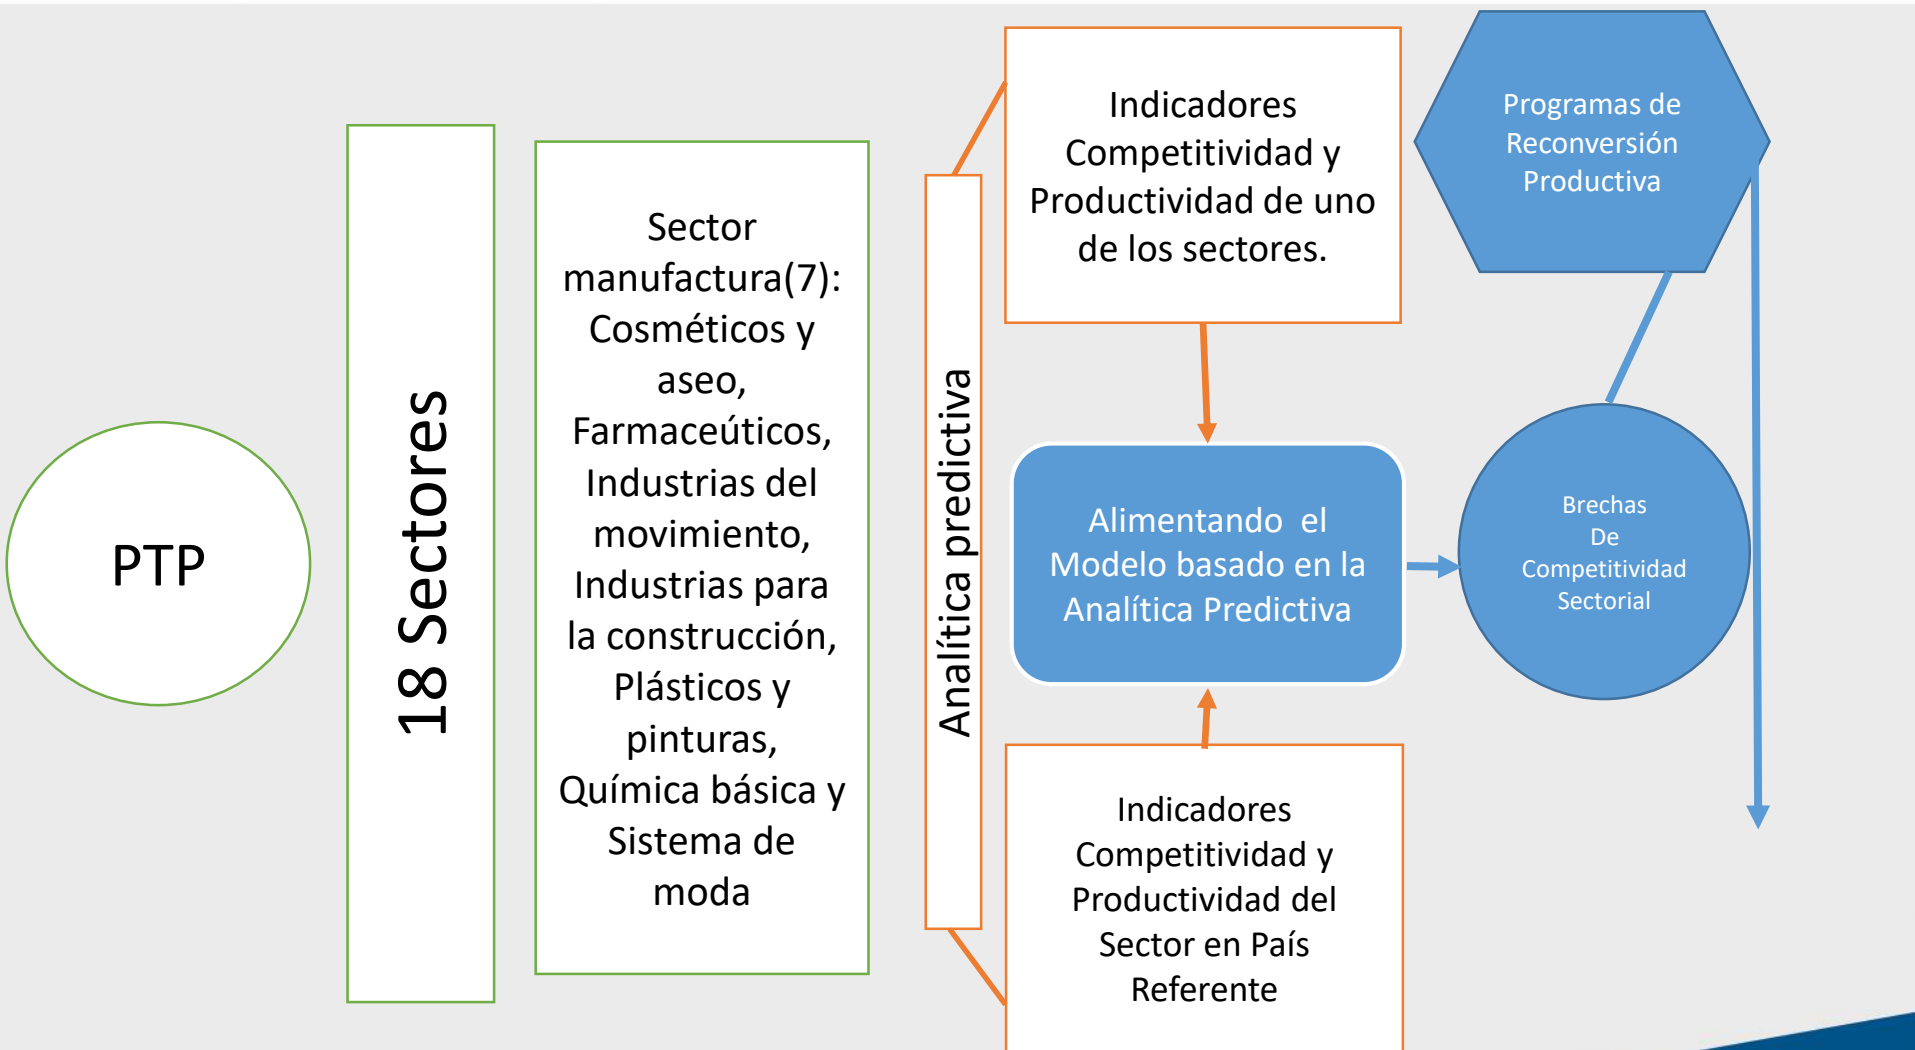 PTP
18 Sectores
Sector
manufactura(7):
Cosméticos y
aseo,
Farmaceúticos,
Industrias del
movimiento,
Industrias para
la construcción,
Plásticos y
pinturas,
Química básica y
Sistema de
moda
Analítica predictiva
Indicadores
Competitividad y
Productividad de uno
de los sectores.
Alimentando el
Modelo basado en la
Analítica Predictiva
Indicadores
Competitividad y
Productividad del
Sector en País
Referente
Programas de
Reconversión
Productiva
Brechas
De
Competitividad
Sectorial